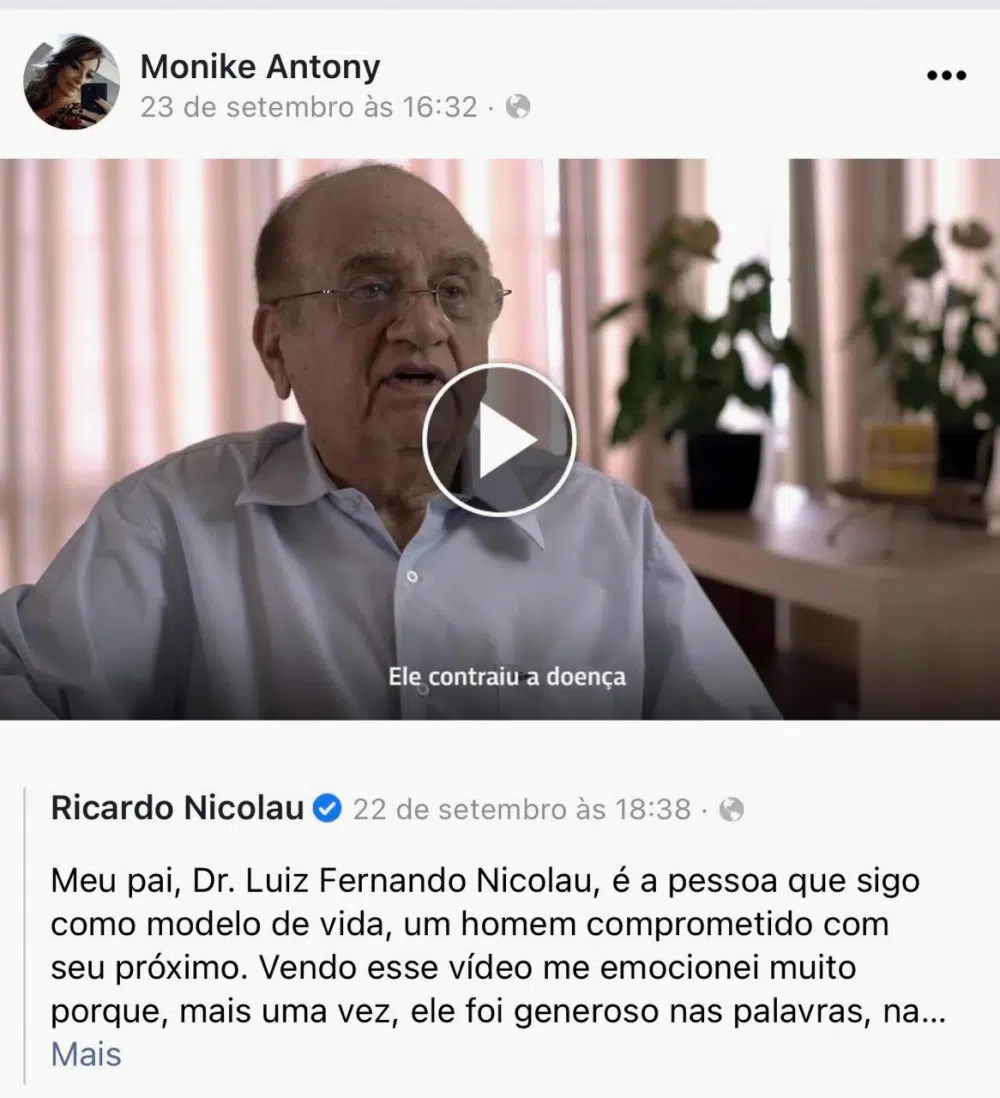 Monike Antony
23 de setembro às 16:32 ·
Ele contraiu a doença
Ricardo Nicolau 22 de setembro às 18:38 ·
Meu pai, Dr. Luiz Fernando Nicolau, é a pessoa que sigo
como modelo de vida, um homem comprometido com
seu próximo. Vendo esse vídeo me emocionei muito
porque, mais uma vez, ele foi generoso nas palavras, na...
Mais